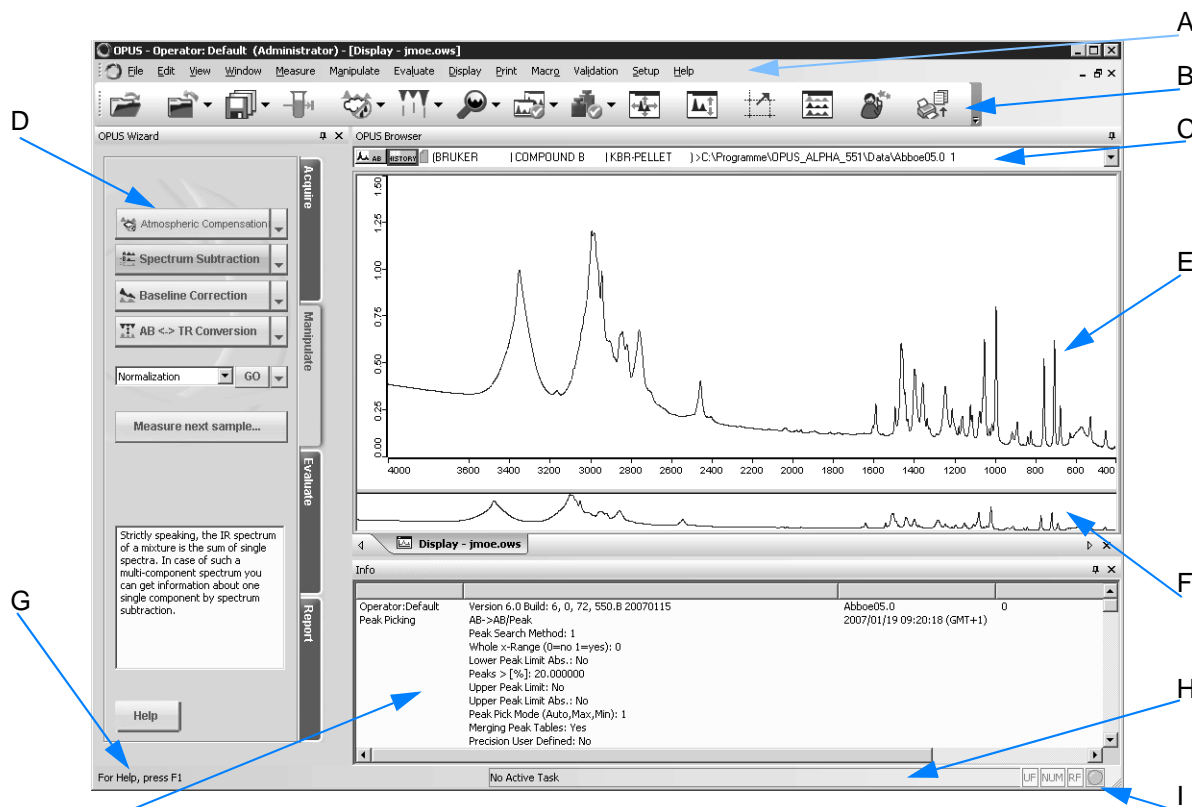 A
OPUS - Operator: Default (Administrator) - [Display - jmoe.ows]
File Edit View Window Measure Manipulate Evaluate Display Print Macro Validation Setup Help
B
D
OPUS Wizard
OPUS Browser
C
AB HISTORY (BRUKER |COMPOUND B |KBR-PELLET )>C:\Programme\OPUS_ALPHA_551\Data\Abboe05.0 1
Acquire
Atmospheric Compensation
Spectrum Subtraction
Baseline Correction
AB <-> TR Conversion
Normalization GO
Measure next sample...
Manipulate
Evaluate
Report
1.50
1.25
1.00
0.75
0.50
0.25
0.00
E
4000 3600 3200 2800 2400 2200 2000 1800 1600 1400 1200 1000 800 600 400
Display - jmoe.ows
F
Strictly speaking, the IR spectrum
of a mixture is the sum of single
spectra. In case of such a
multi-component spectrum you
can get information about one
single component by spectrum
subtraction.
Help
Info
Operator:Default Version 6.0 Build: 6, 0, 72, 550.B 20070115 Abboe05.0 0
Peak Picking AB->AB/Peak 2007/01/19 09:20:18 (GMT+1)
Peak Search Method: 1
Whole x-Range (0=no 1=yes): 0
Lower Peak Limit Abs.: No
Peaks > [%]: 20.000000
Upper Peak Limit: No
Upper Peak Limit Abs.: No
Peak Pick Mode (Auto,Max,Min): 1
Merging Peak Tables: Yes
Precision User Defined: No
G
H
For Help, press F1
No Active Task
UF NUM RF
I